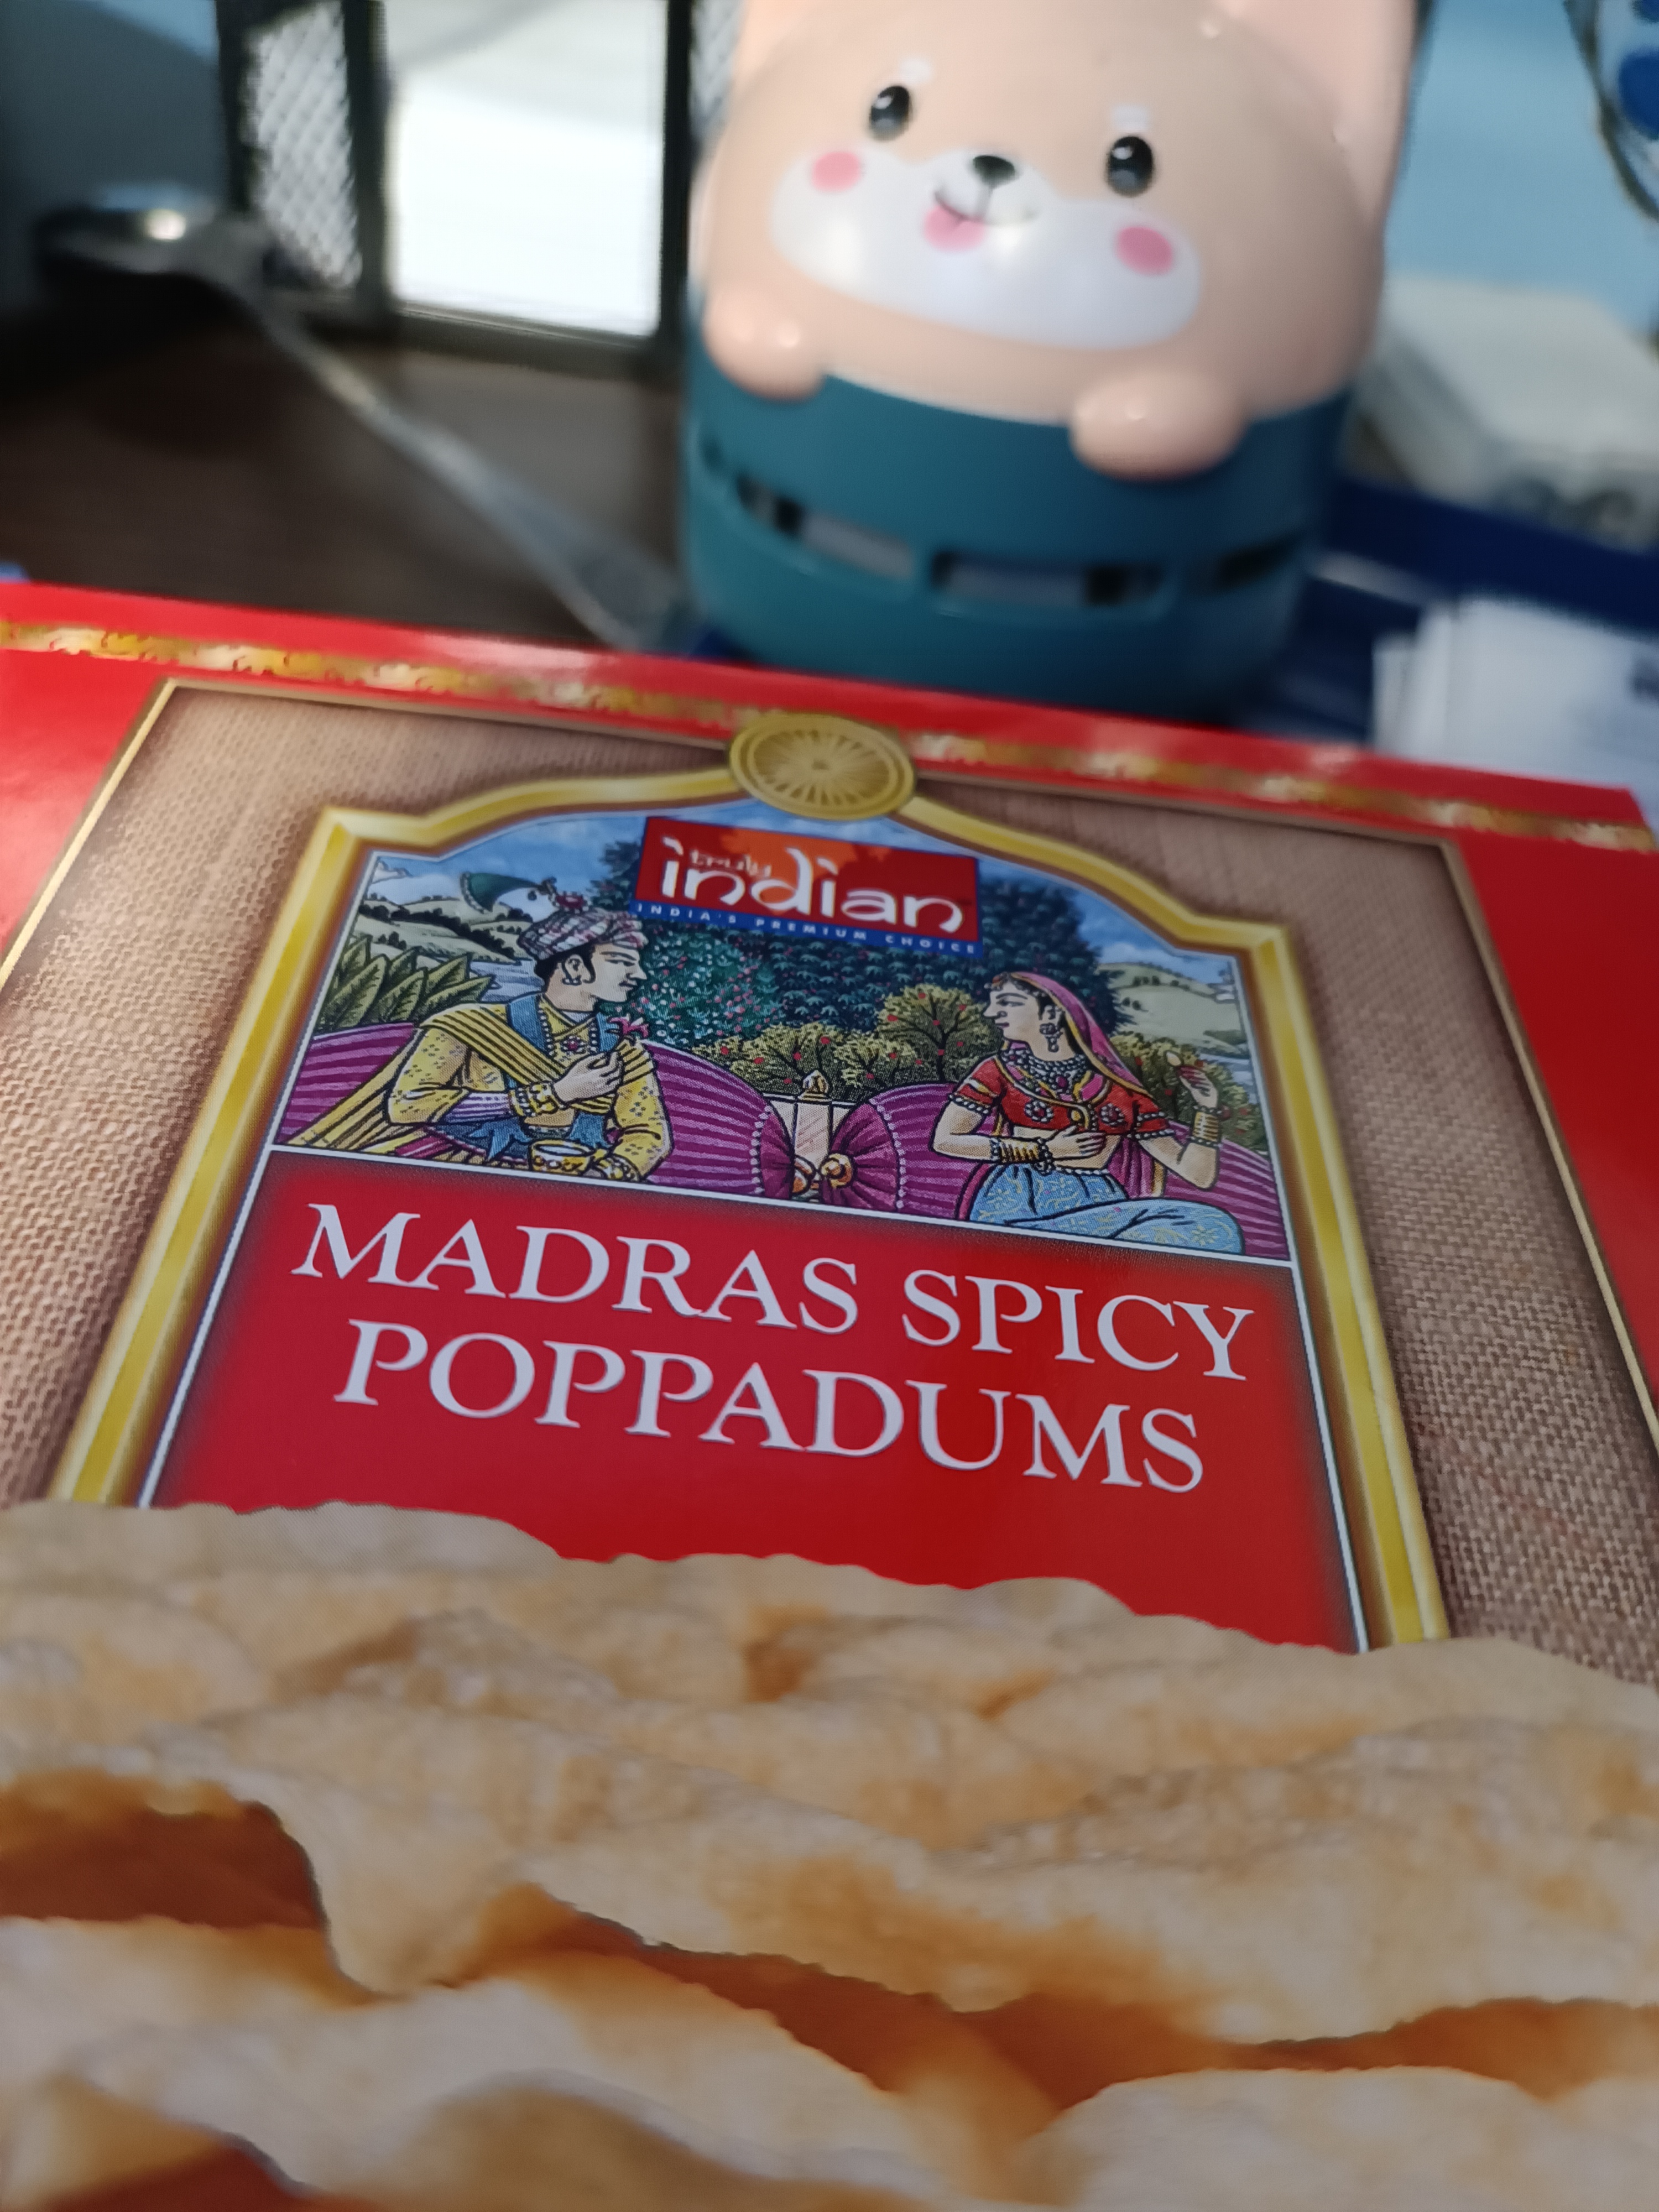 truly
indian
INDIA'S PREMIUM CHOICE
MADRAS SPICY
POPPADUMS